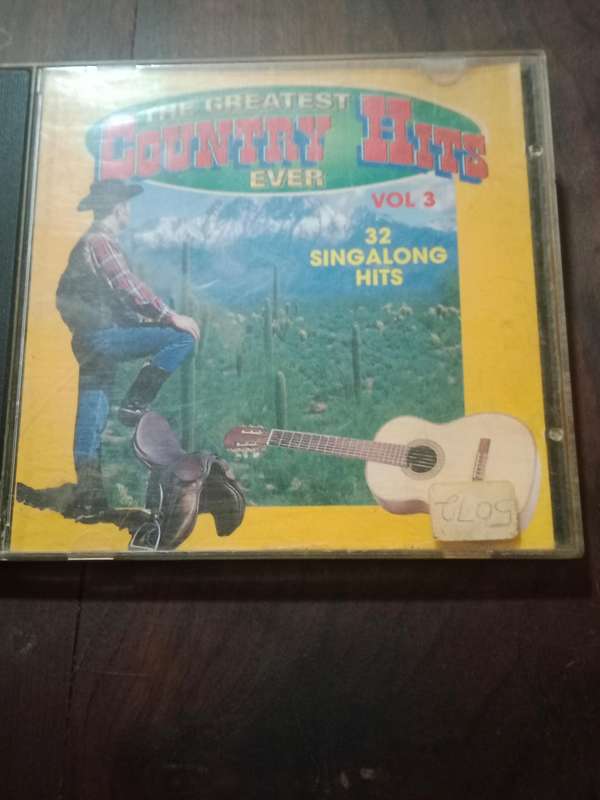 THE GREATEST
COUNTRY HITS
EVER
VOL 3
32
SINGALONG
HITS